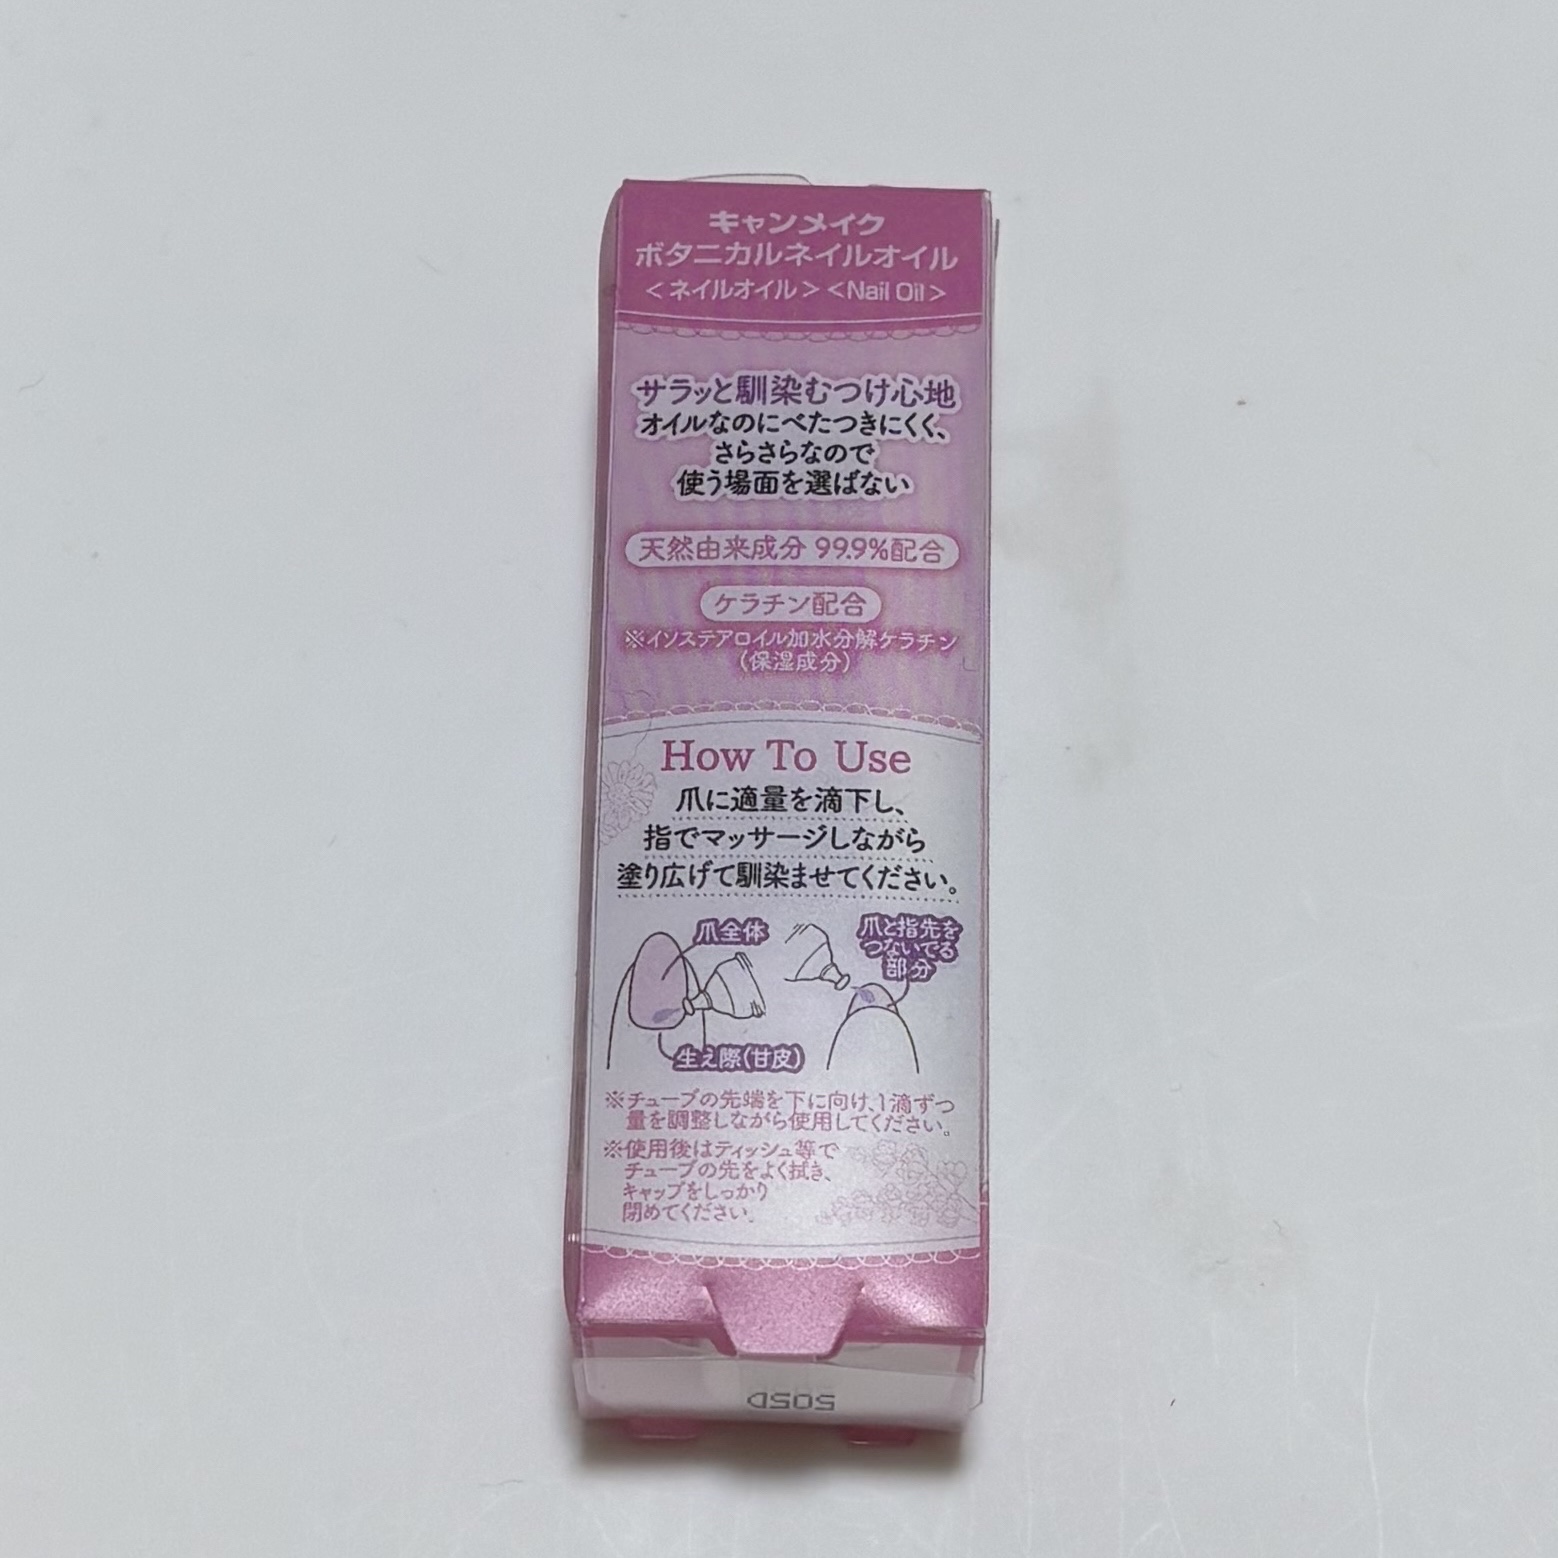 キャンメイク
ボタニカルネイルオイル
＜ネイルオイル＞＜Nail Oil＞
サラッと馴染むつけ心地
オイルなのにべたつきにくく、
さらさらなので
使う場面を選ばない
天然由来成分 99.9%配合
ケラチン配合
※イソステアロイル加水分解ケラチン
(保湿成分)
How To Use
爪に適量を滴下し、
指でマッサージしながら
塗り広げて馴染ませてください。
爪全体
爪と指先を
つないでる
部分
生え際(甘皮)
※チューブの先端を下に向け、1滴ずつ
量を調整しながら使用してください。
※使用後はティッシュ等で
チューブの先をよく拭き、
キャップをしっかり
閉めてください。
505D